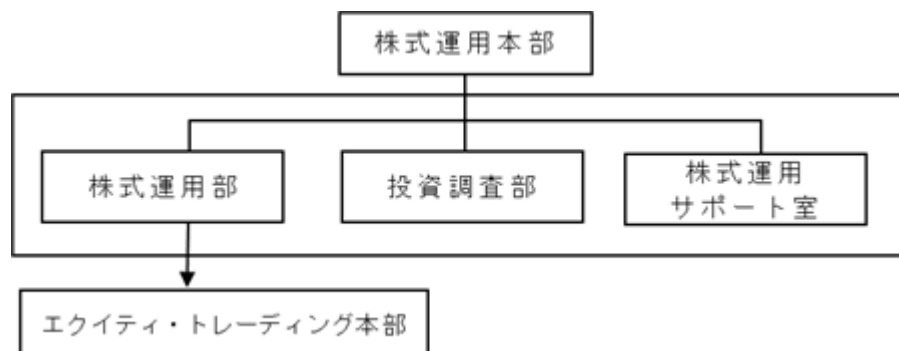 株式運用本部
株式運用部
投資調査部
株式運用
サポート室
エクイティ・トレーディング本部